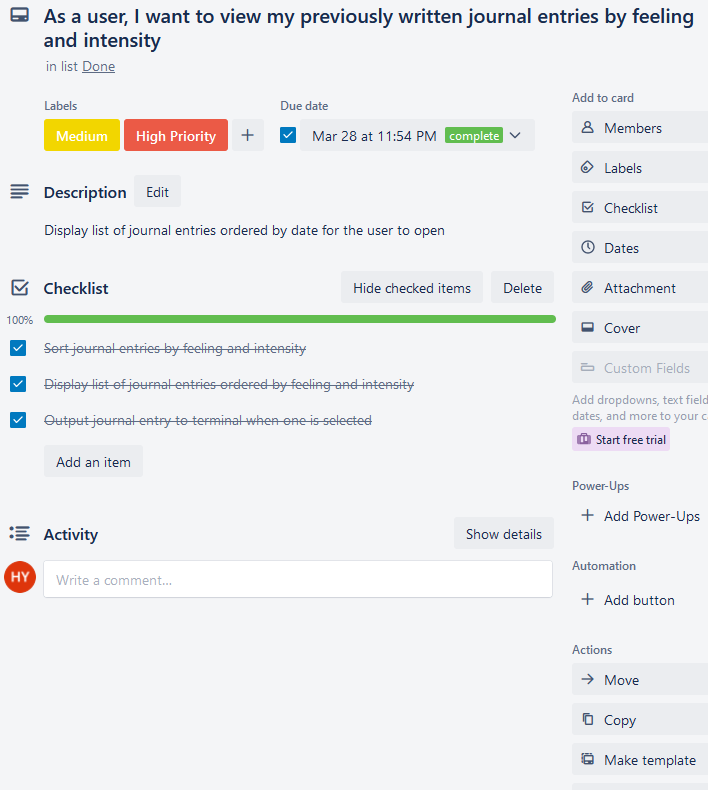 As a user, I want to view my previously written journal entries by feeling
and intensity
in list Done
Labels
Medium
High Priority
Due date
Mar 28 at 11:54 PM complete
Description
Edit
Display list of journal entries ordered by date for the user to open
Checklist
Hide checked items
Delete
100%
Sort journal entries by feeling and intensity
Display list of journal entries ordered by feeling and intensity
Output journal entry to terminal when one is selected
Add an item
Activity
Show details
HY
Write a comment...
Add to card
Members
Labels
Checklist
Dates
Attachment
Cover
Custom Fields
Add dropdowns, text field
dates, and more to your c
Start free trial
Power-Ups
Add Power-Ups
Automation
Add button
Actions
Move
Copy
Make template